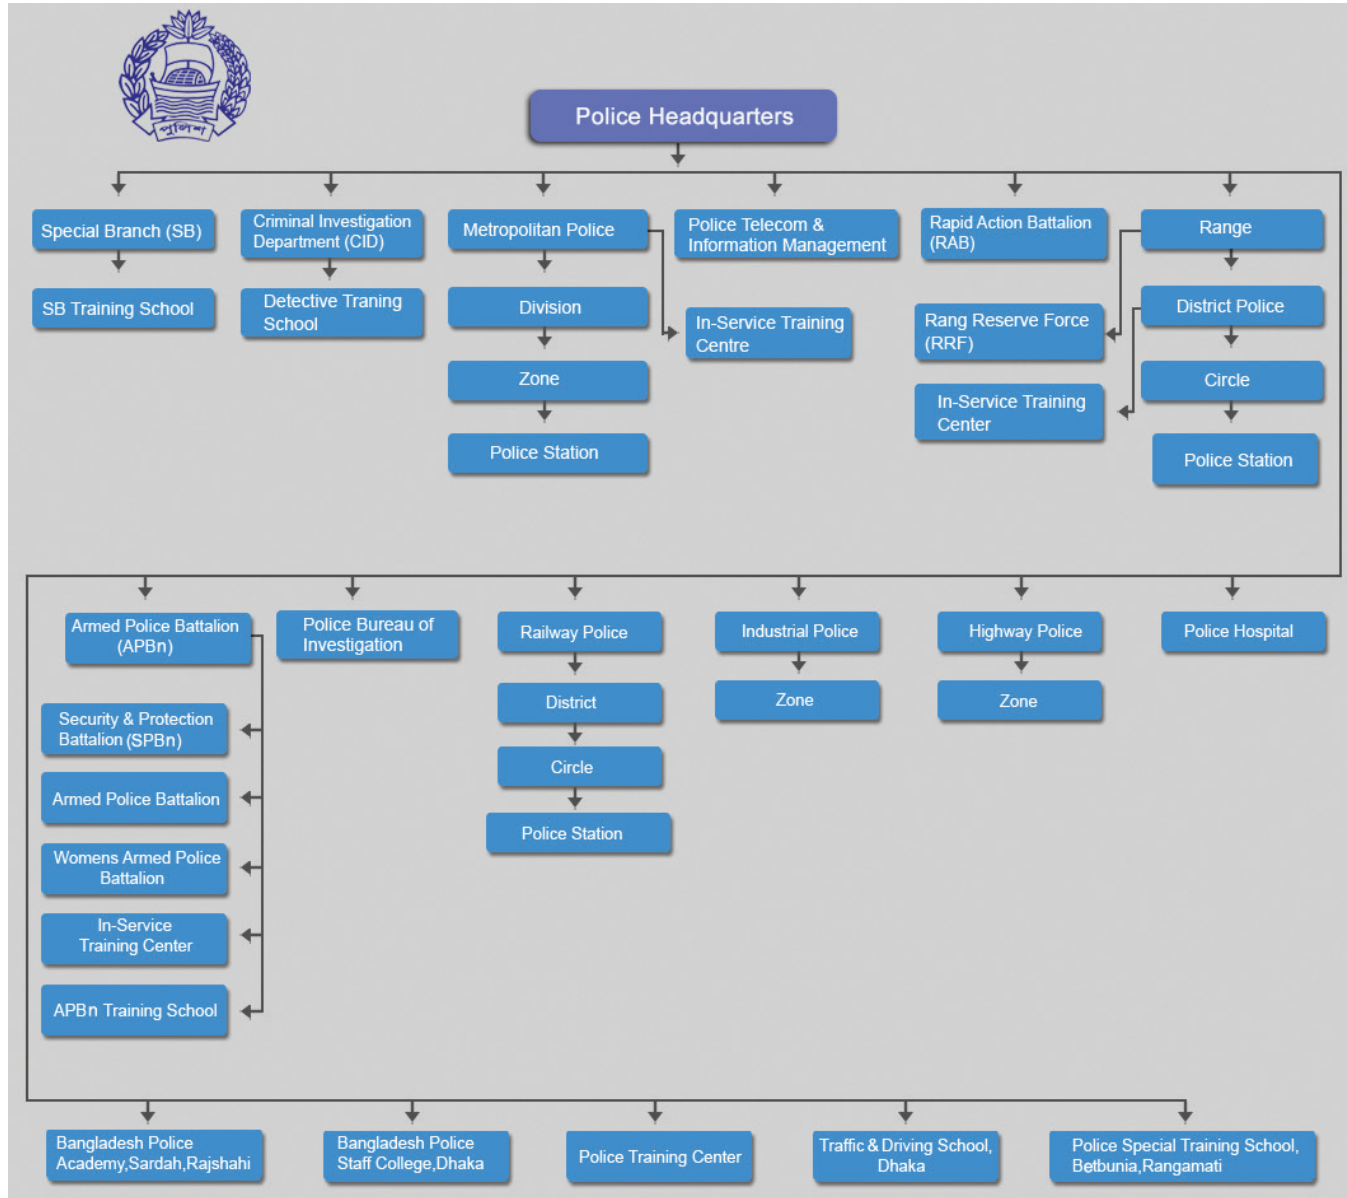 পুলিশ
Police Headquarters
Special Branch (SB)
SB Training School
Criminal Investigation
Department (CID)
Detective Traning
School
Metropolitan Police
Division
Zone
Police Station
In-Service Training
Centre
Police Telecom &
Information Management
Rapid Action Battalion
(RAB)
Range
District Police
Circle
Police Station
Rang Reserve Force
(RRF)
In-Service Training
Center
Armed Police Battalion
(APBn)
Security & Protection
Battalion (SPBn)
Armed Police Battalion
Womens Armed Police
Battalion
In-Service
Training Center
APBn Training School
Police Bureau of
Investigation
Railway Police
District
Circle
Police Station
Industrial Police
Zone
Highway Police
Zone
Police Hospital
Bangladesh Police
Academy,Sardah,Rajshahi
Bangladesh Police
Staff College,Dhaka
Police Training Center
Traffic & Driving School,
Dhaka
Police Special Training School,
Betbunia,Rangamati